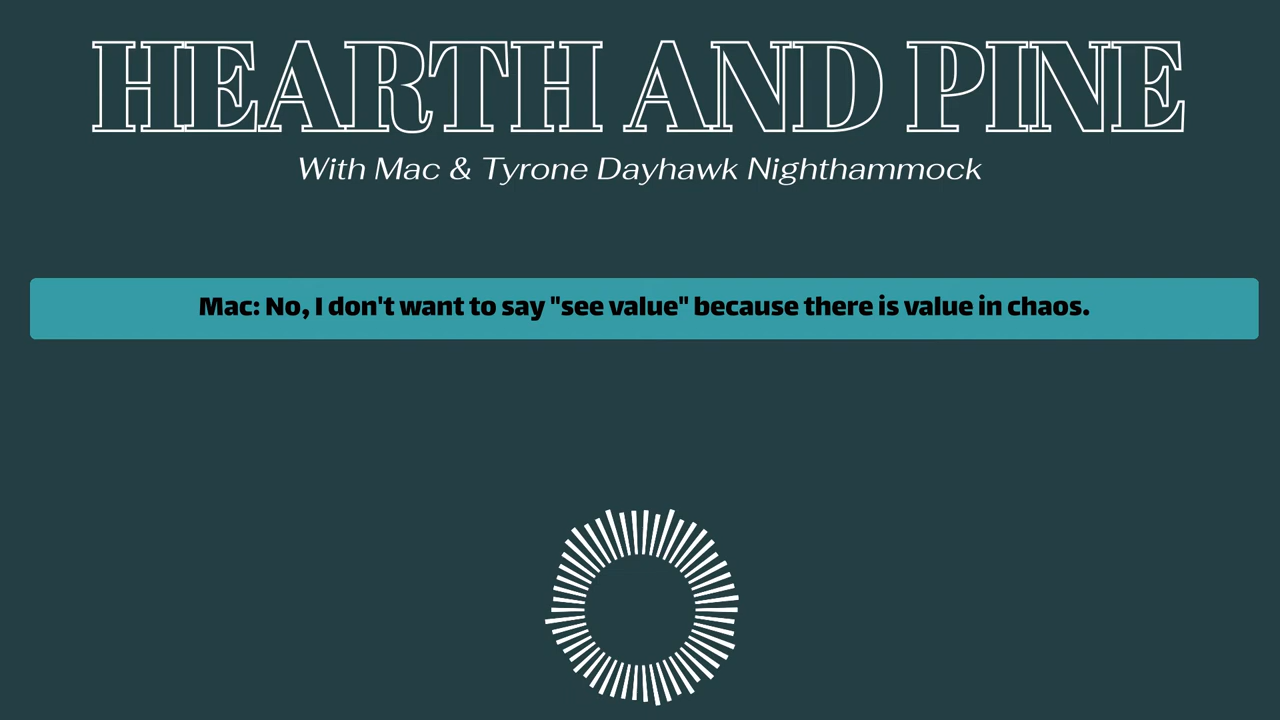 HEARTH AND PINE
With Mac & Tyrone Dayhawk Nighthammock
Mac: No, I don't want to say "see value" because there is value in chaos.